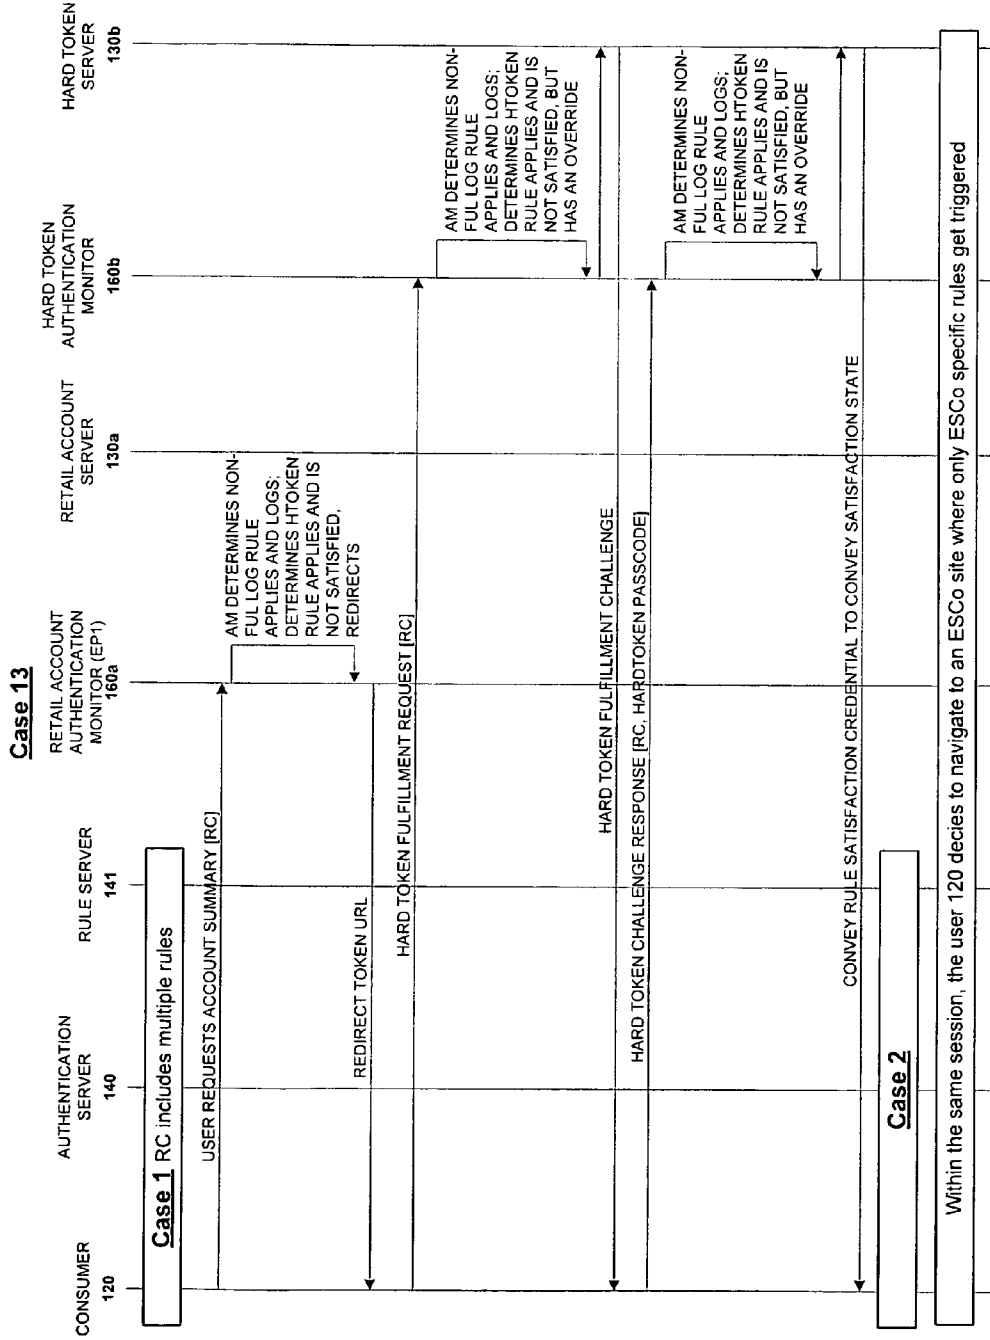 Case 13
CONSUMER
120
AUTHENTICATION
SERVER
140
RULE SERVER
141
RETAIL ACCOUNT
AUTHENTICATION
MONITOR (EP1)
160a
RETAIL ACCOUNT
SERVER
130a
HARD TOKEN
AUTHENTICATION
MONITOR
160b
HARD TOKEN
SERVER
130b
Case 1 RC includes multiple rules
USER REQUESTS ACCOUNT SUMMARY [RC]
AM DETERMINES NON-
FUL LOG RULE
APPLIES AND LOGS;
DETERMINES HTOKEN
RULE APPLIES AND IS
NOT SATISFIED,
REDIRECTS
REDIRECT TOKEN URL
HARD TOKEN FULFILLMENT REQUEST [RC]
AM DETERMINES NON-
FUL LOG RULE
APPLIES AND LOGS;
DETERMINES HTOKEN
RULE APPLIES AND IS
NOT SATISFIED, BUT
HAS AN OVERRIDE
HARD TOKEN FULFILLMENT CHALLENGE
HARD TOKEN CHALLENGE RESPONSE [RC, HARDTOKEN PASSCODE]
AM DETERMINES NON-
FUL LOG RULE
APPLIES AND LOGS;
DETERMINES HTOKEN
RULE APPLIES AND IS
NOT SATISFIED, BUT
HAS AN OVERRIDE
CONVEY RULE SATISFACTION CREDENTIAL TO CONVEY SATISFACTION STATE
Case 2
Within the same session, the user 120 decies to navigate to an ESCo site where only ESCo specific rules get triggered